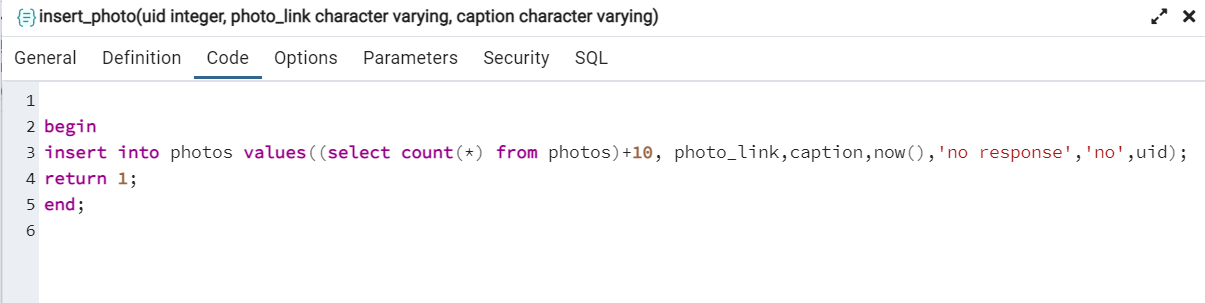 insert_photo(uid integer, photo_link character varying, caption character varying)
General Definition Code Options Parameters Security SQL
1
2 begin
3 insert into photos values((select count(*) from photos)+10, photo_link,caption,now(),'no response','no',uid);
4 return 1;
5 end;
6